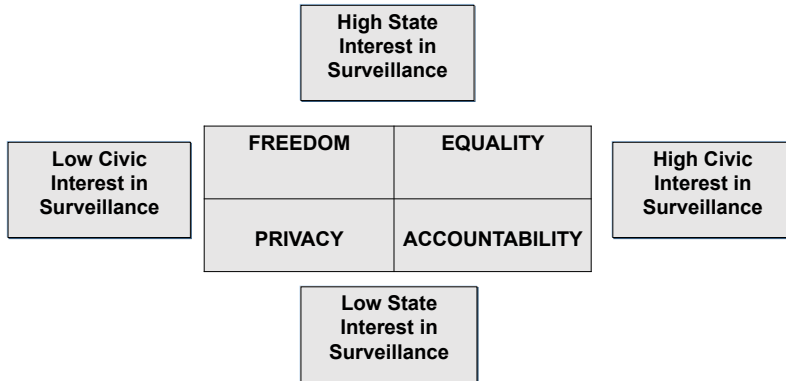 High State
Interest in
Surveillance
FREEDOM
EQUALITY
Low Civic
Interest in
Surveillance
High Civic
Interest in
Surveillance
PRIVACY
ACCOUNTABILITY
Low State
Interest in
Surveillance